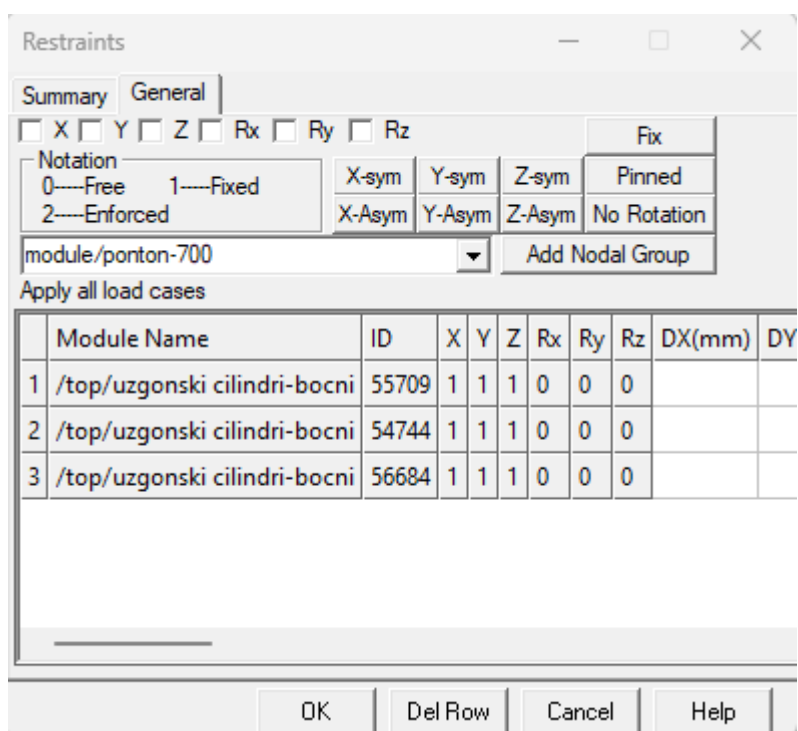 Restraints
Summary General
X Y Z Rx Ry Rz Fix
Notation
0-----Free 1-----Fixed
2-----Enforced
X-sym Y-sym Z-sym Pinned
X-Asym Y-Asym Z-Asym No Rotation
module/ponton-700 Add Nodal Group
Apply all load cases
Module Name ID X Y Z Rx Ry Rz DX(mm) DY
1 /top/uzgonski cilindri-bocni 55709 1 1 1 0 0 0
2 /top/uzgonski cilindri-bocni 54744 1 1 1 0 0 0
3 /top/uzgonski cilindri-bocni 56684 1 1 1 0 0 0
OK Del Row Cancel Help